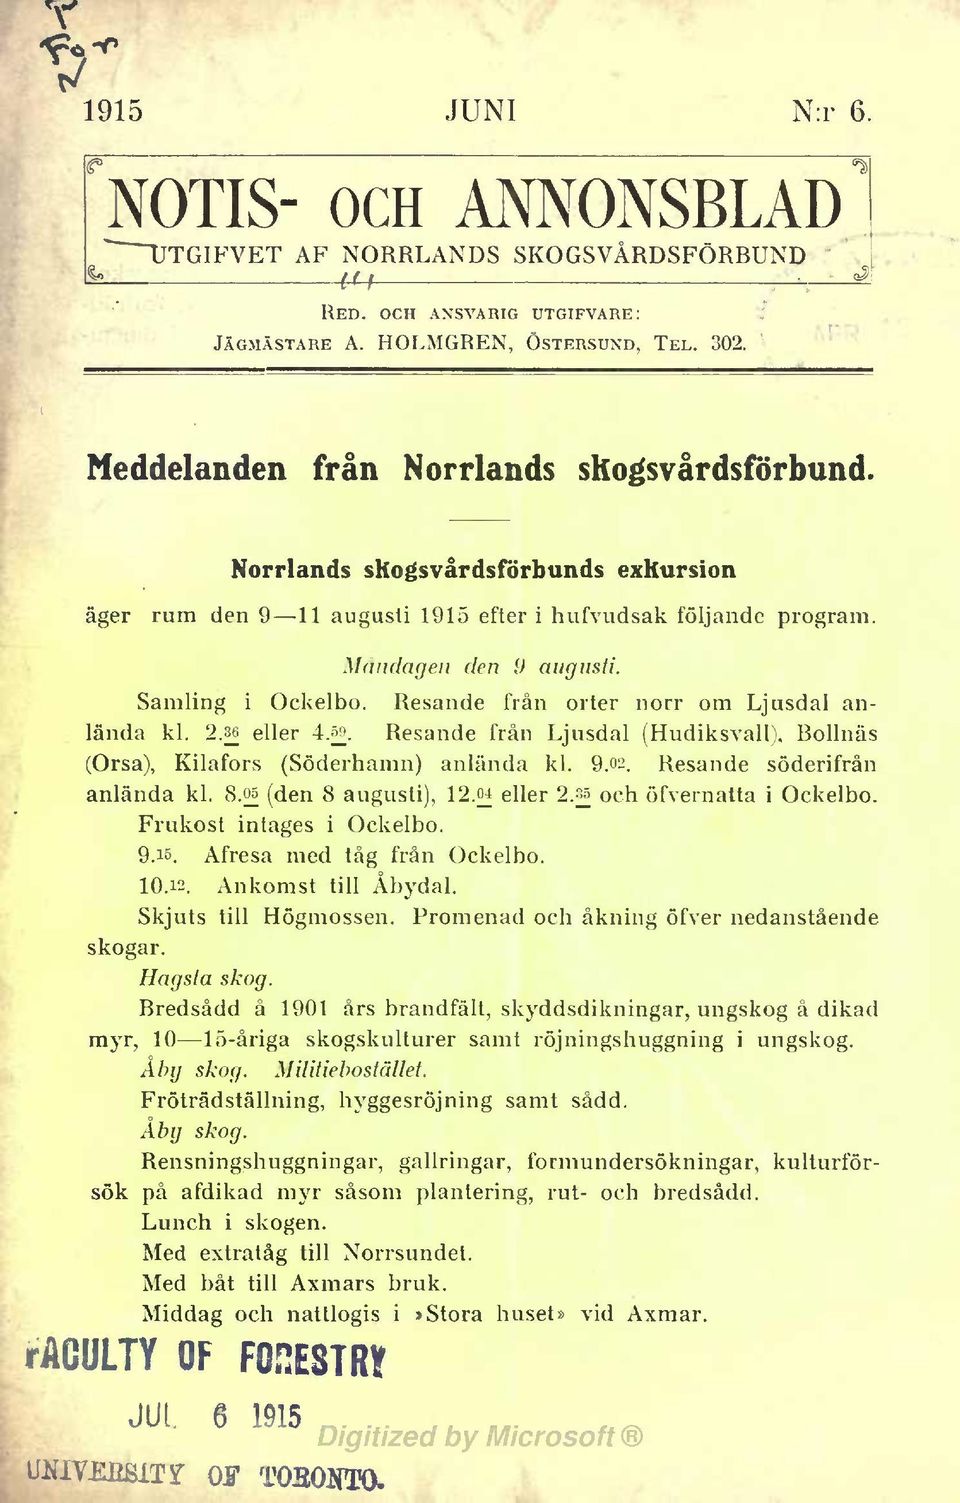 For
1915 JUNI N:r 6.
NOTIS- OCH ANNONSBLAD
UTGIFVET AF NORRLANDS SKOGSVÅRDSFÖRBUND
RED. OCH ANSVARIG UTGIFVARE:
JÄGMÄSTARE A. HOLMGREN, ÖSTERSUND, TEL. 302.
Meddelanden från Norrlands skogsvårdsförbund.
Norrlands skogsvårdsförbunds exkursion
äger rum den 9—11 augusti 1915 efter i hufvudsak följande program.
Måndagen den 9 augusti.
Samling i Ockelbo. Resande från orter norr om Ljusdal an-
lända kl. 2.36 eller 4.59. Resande från Ljusdal (Hudiksvall), Bollnäs
(Orsa), Kilafors (Söderhamn) anlända kl. 9.02. Resande söderifrån
anlända kl. 8.05 (den 8 augusti), 12.04 eller 2.35 och öfvernatta i Ockelbo.
Frukost intages i Ockelbo.
9.15. Afresa med tåg från Ockelbo.
10.12. Ankomst till Åbydal.
Skjuts till Högmossen. Promenad och åkning öfver nedanstående
skogar.
Hagsta skog.
Bredsådd å 1901 års brandfält, skyddsdikningar, ungskog å dikad
myr, 10—15-åriga skogskulturer samt röjningshuggning i ungskog.
Åby skog. Militiebostället.
Fröträdställning, hyggesröjning samt sådd.
Åby skog.
Rensningshuggningar, gallringar, formundersökningar, kulturför-
sök på afdikad myr såsom plantering, rut- och bredsådd.
Lunch i skogen.
Med extratåg till Norrsundet.
Med båt till Axmars bruk.
Middag och nattlogis i »Stora huset» vid Axmar.
FACULTY OF FORESTRY
JUL 6 1915
Digitized by Microsoft ®
UNIVERSITY OF TORONTO.